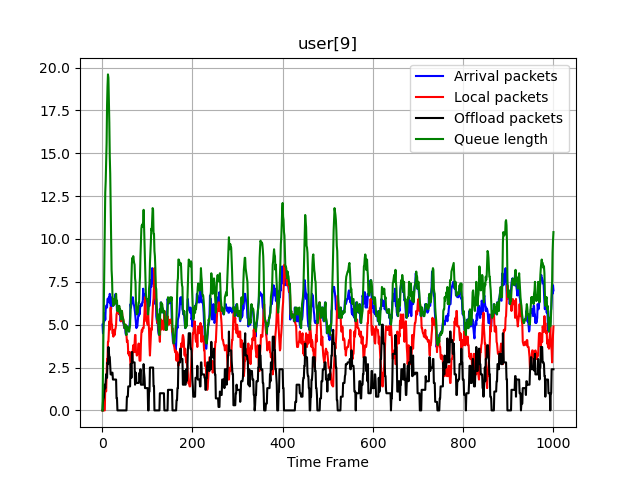 user[9]
20.0
17.5
15.0
12.5
10.0
7.5
5.0
2.5
0.0
Arrival packets
Local packets
Offload packets
Queue length
0 200 400 600 800 1000
Time Frame